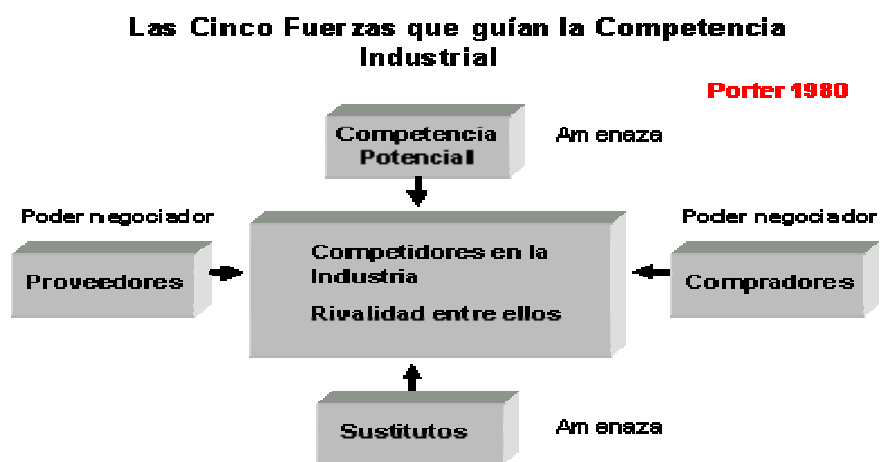 Las Cinco Fuerzas que guían la Competencia
Industrial
Porter 1980
Competencia
Potencial
Amenaza
Poder negociador
Poder negociador
Proveedores
Competidores en la
Industria
Rivalidad entre ellos
Compradores
Sustitutos
Amenaza